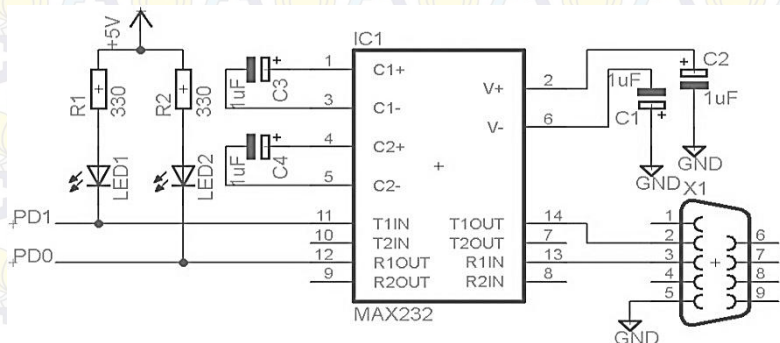 +5V
R1
330
R2
330
LED1
LED2
PD1
PD0
1uF
C3
+
1uF
C4
+
IC1
1 C1+
3 C1-
4 C2+
5 C2-
11 T1IN
10 T2IN
12 R1OUT
9 R2OUT
V+ 2
V- 6
T1OUT 14
T2OUT 7
R1IN 13
R2IN 8
MAX232
+ C2
1uF
1uF
C1 +
GND
GND
X1
1
2
3
4
5
6
7
8
9
GND